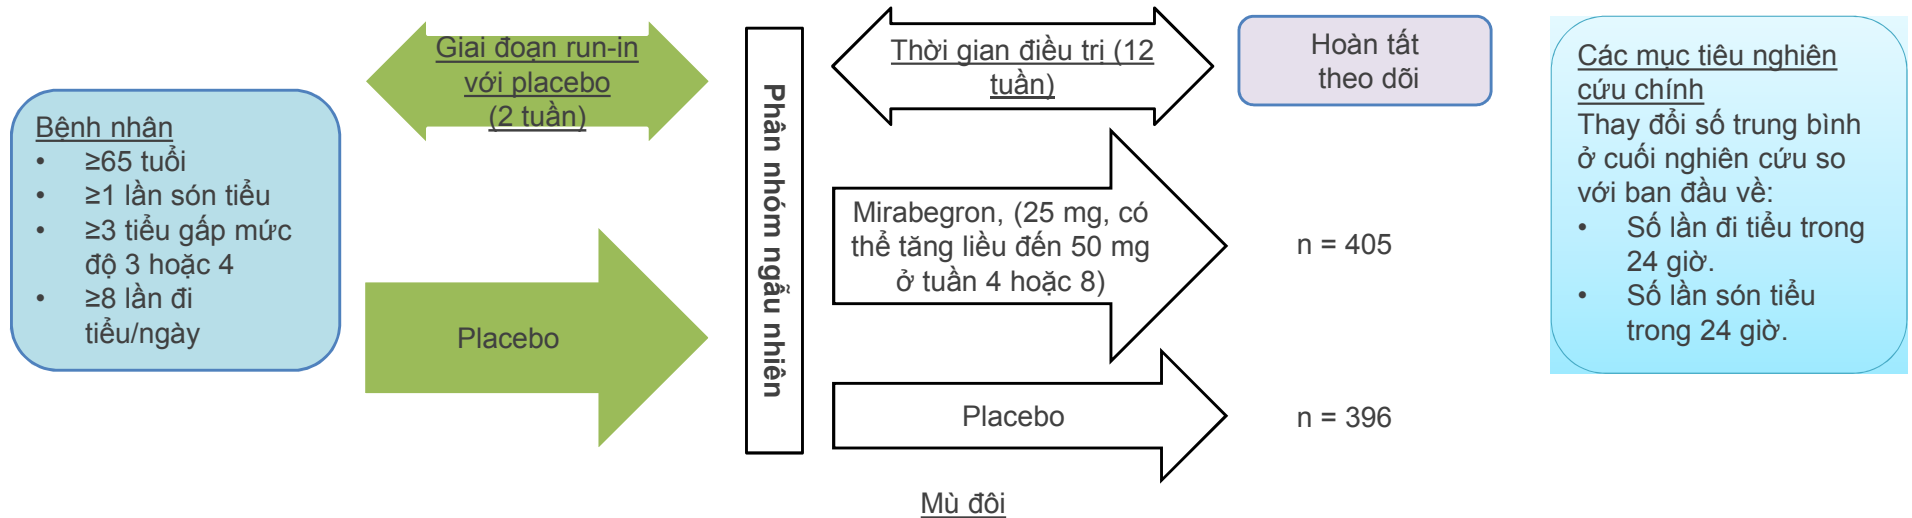 Bệnh nhân
• ≥65 tuổi
• ≥1 lần són tiểu
• ≥3 tiểu gấp mức
độ 3 hoặc 4
• ≥8 lần đi
tiểu/ngày
Giai đoạn run-in
với placebo
(2 tuần)
Placebo
Phân nhóm ngẫu nhiên
Thời gian điều trị (12
tuần)
Mirabegron, (25 mg, có
thể tăng liều đến 50 mg
ở tuần 4 hoặc 8)
Placebo
Mù đôi
Hoàn tất
theo dõi
n = 405
n = 396
Các mục tiêu nghiên
cứu chính
Thay đổi số trung bình
ở cuối nghiên cứu so
với ban đầu về:
• Số lần đi tiểu trong
24 giờ.
• Số lần són tiểu
trong 24 giờ.